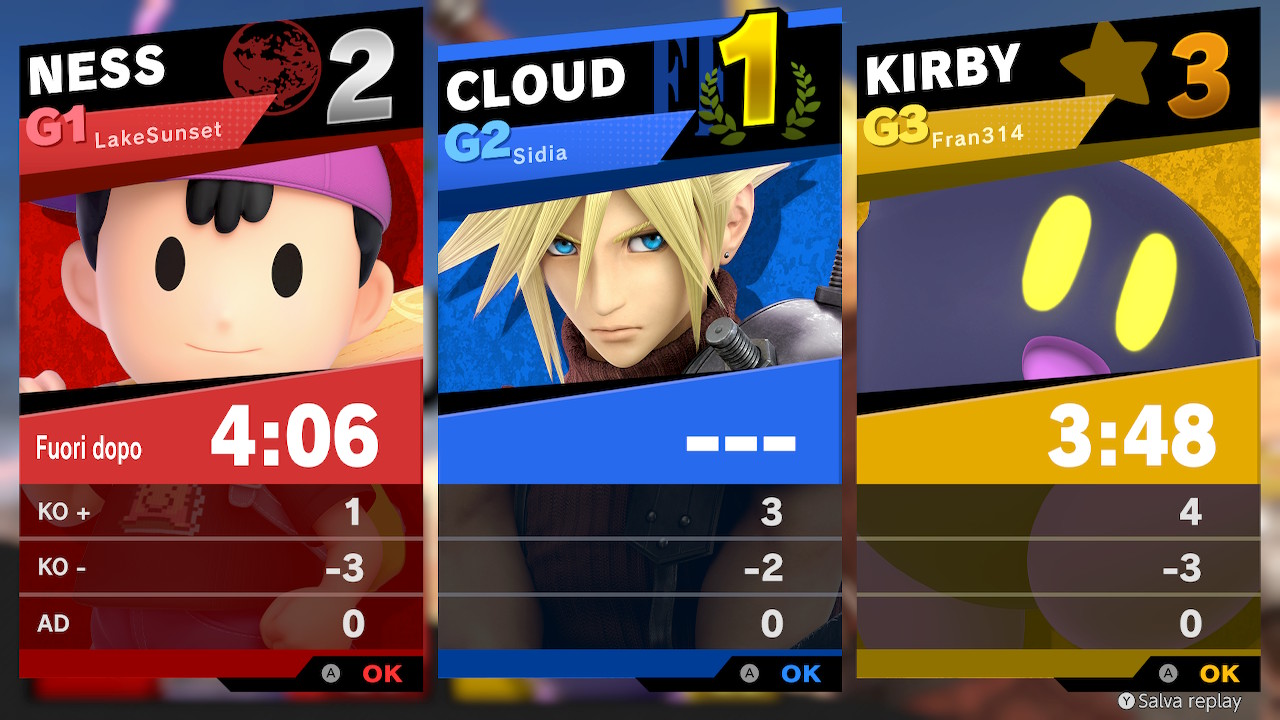 NESS
2
G1 LakeSunset
Fuori dopo 4:06
KO + 1
KO - -3
AD 0
A OK
CLOUD
1
G2 Sidia
---
3
-2
0
A OK
KIRBY
3
G3 Fran314
3:48
4
-3
0
A OK
Y Salva replay